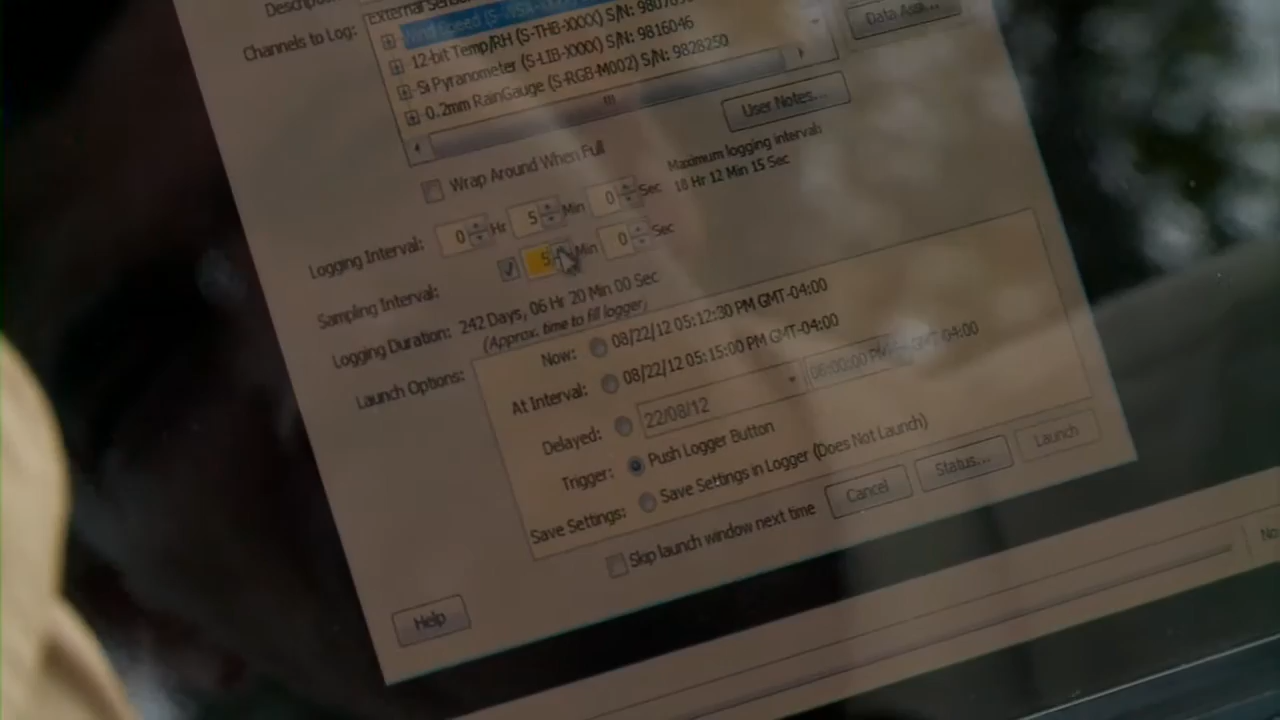 Channels to Log:
12-bit Temp/RH (S-THB-XXXX) S/N:
Si Pyranometer (S-LIB-XXXX) S/N: 9816046
0.2mm RainGauge (S-RGB-M002) S/N: 9828250
User Notes...
Wrap Around When Full
Maximum logging interval:
18 Hr 12 Min 15 Sec
Logging Interval: 0 Hr 5 Min 0 Sec
Sampling Interval: 5 Min 0 Sec
Logging Duration: 242 Days, 06 Hr 20 Min 00 Sec
(Approx. time to fill logger)
Launch Options:
Now: 08/22/12 05:12:30 PM GMT-04:00
At Interval: 08/22/12 05:15:00 PM GMT-04:00
Delayed: 22/08/12 06:00:00 PM 04:00
Trigger: Push Logger Button
Save Settings: Save Settings in Logger (Does Not Launch)
Skip launch window next time
Help
Cancel
Status...
Launch